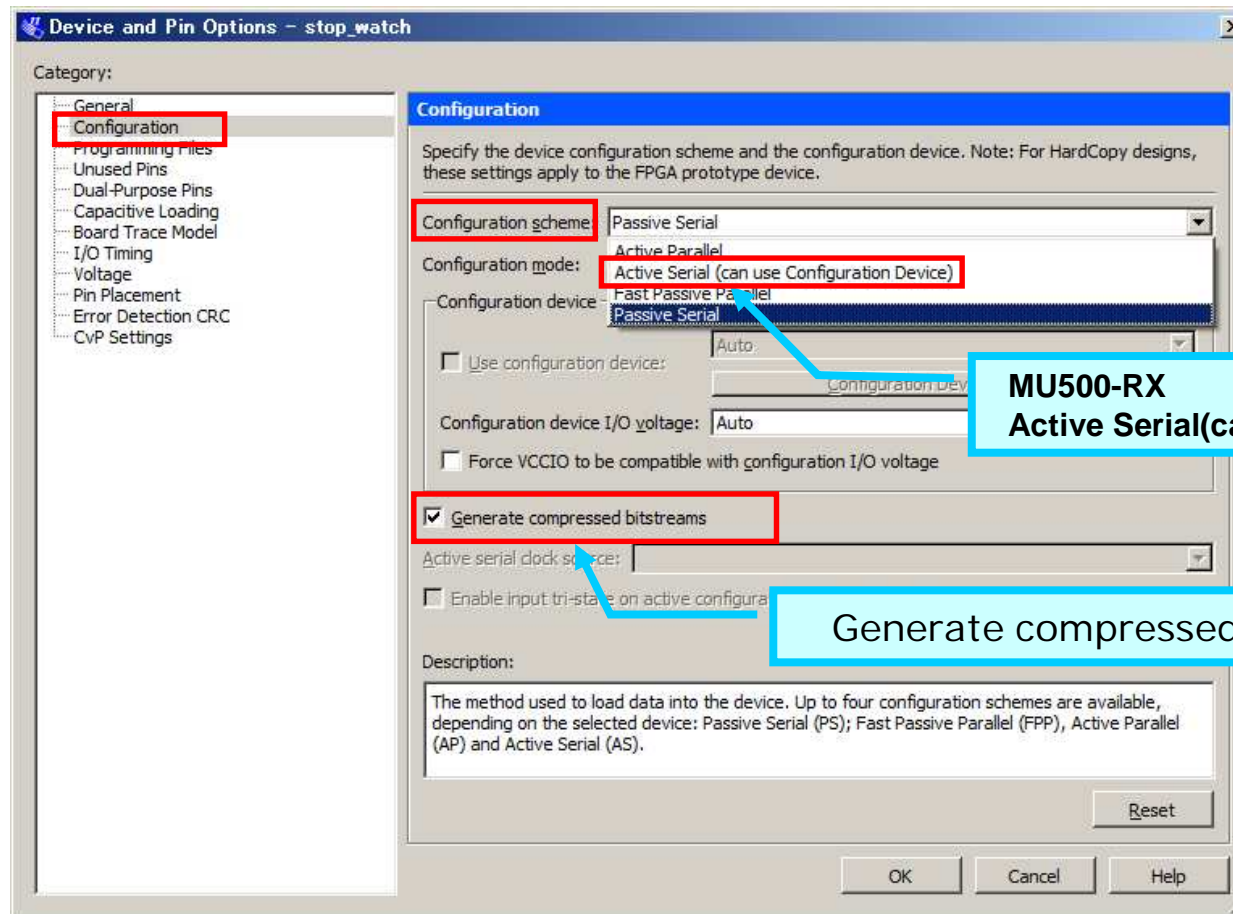 Device and Pin Options - stop_watch
Category:
General
Configuration
Programming Files
Unused Pins
Dual-Purpose Pins
Capacitive Loading
Board Trace Model
I/O Timing
Voltage
Pin Placement
Error Detection CRC
CvP Settings
Configuration
Specify the device configuration scheme and the configuration device. Note: For HardCopy designs,
these settings apply to the FPGA prototype device.
Configuration scheme: Passive Serial
Active Parallel
Configuration mode:
Active Serial (can use Configuration Device)
Fast Passive Parallel
Configuration device
Passive Serial
Auto
Use configuration device:
Configuration
MU500-RX
Active Serial(ca
Configuration device I/O voltage: Auto
Force VCCIO to be compatible with configuration I/O voltage
Generate compressed bitstreams
Active serial clock source:
Enable input tri-state on active
Generate compressed
Description:
The method used to load data into the device. Up to four configuration schemes are available,
depending on the selected device: Passive Serial (PS); Fast Passive Parallel (FPP), Active Parallel
(AP) and Active Serial (AS).
Reset
OK Cancel Help